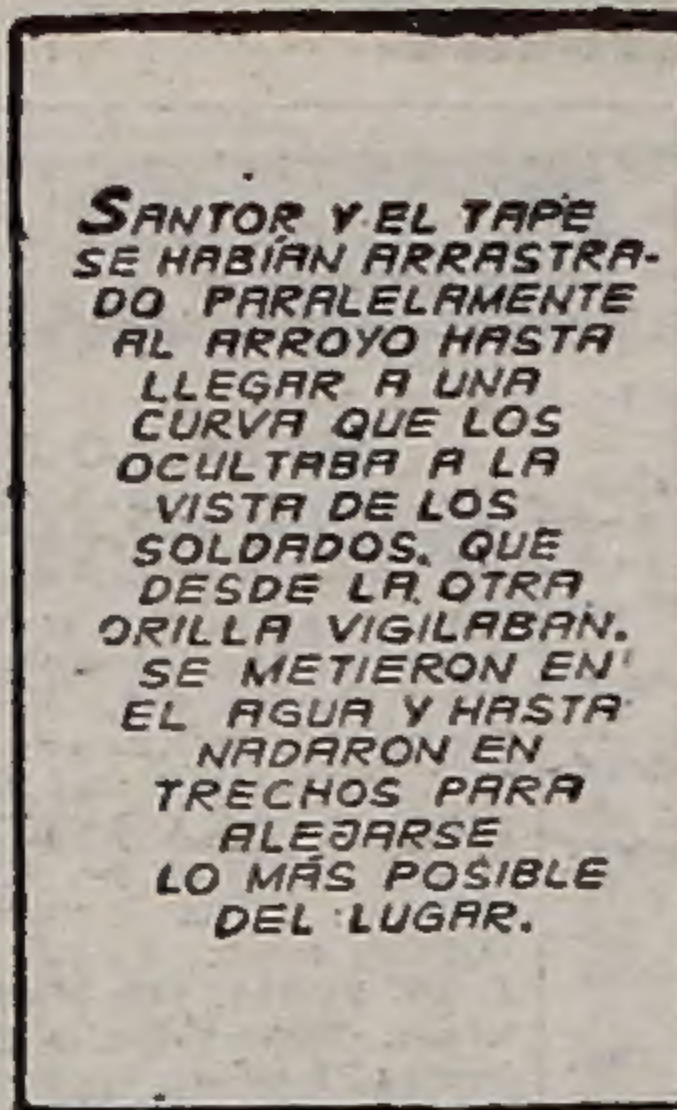 SANTOR Y EL TAPE
SE HABÍAN ARRASTRA-
DO PARALELAMENTE
AL ARROYO HASTA
LLEGAR A UNA
CURVA QUE LOS
OCULTABA A LA
VISTA DE LOS
SOLDADOS, QUE
DESDE LA OTRA
ORILLA VIGILABAN.
SE METIERON EN
EL AGUA Y HASTA
NADARON EN
TRECHOS PARA
ALEJARSE
LO MÁS POSIBLE
DEL LUGAR.